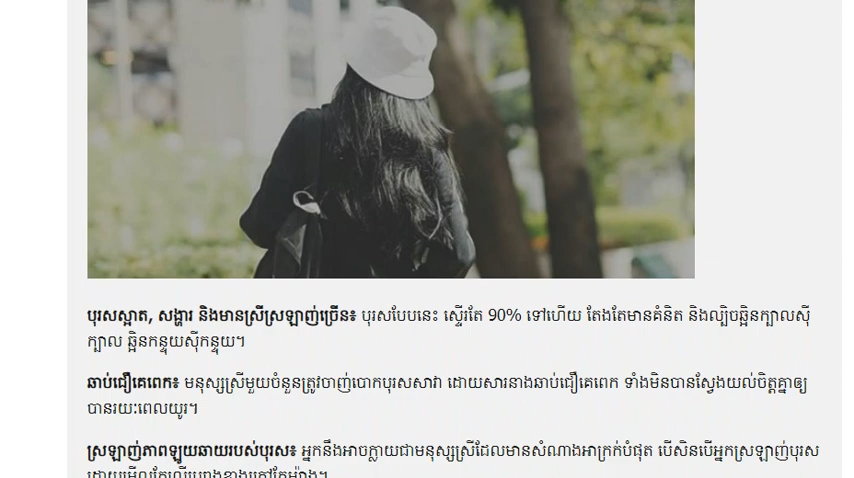 បុរសស្អាត, សង្ហារ និងមានស្រីស្រឡាញ់ច្រើន៖ បុរសបែបនេះ ស្ទើរតែ 90% ទៅហើយ តែងតែមានគំនិត និងល្បិចឆ្អិនក្បាលស៊ី
ក្បាល ឆ្អិនកន្ទុយស៊ីកន្ទុយ។
ឆាប់ជឿគេពេក៖ មនុស្សស្រីមួយចំនួនត្រូវចាញ់បោកបុរសសាវា ដោយសារនាងឆាប់ជឿគេពេក ទាំងមិនបានស្វែងយល់ចិត្តគ្នាឲ្យ
បានរយៈពេលយូរ។
ស្រឡាញ់ភាពឡូយឆាយរបស់បុរស៖ អ្នកនឹងអាចក្លាយជាមនុស្សស្រីដែលមានសំណាងអាក្រក់បំផុត បើសិនបើអ្នកស្រឡាញ់បុរស